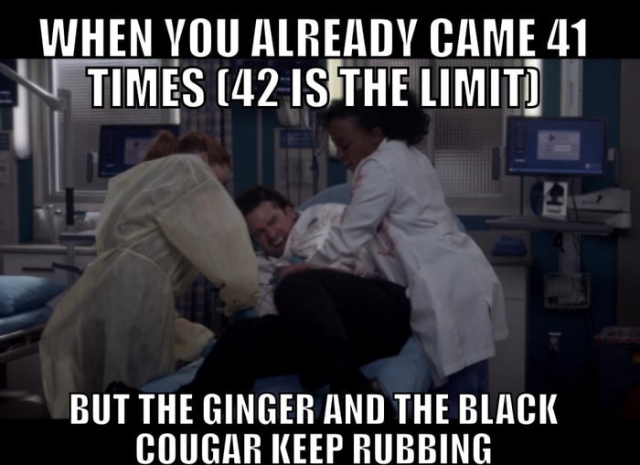 WHEN YOU ALREADY CAME 41
TIMES (42 IS THE LIMIT)
BUT THE GINGER AND THE BLACK
COUGAR KEEP RUBBING